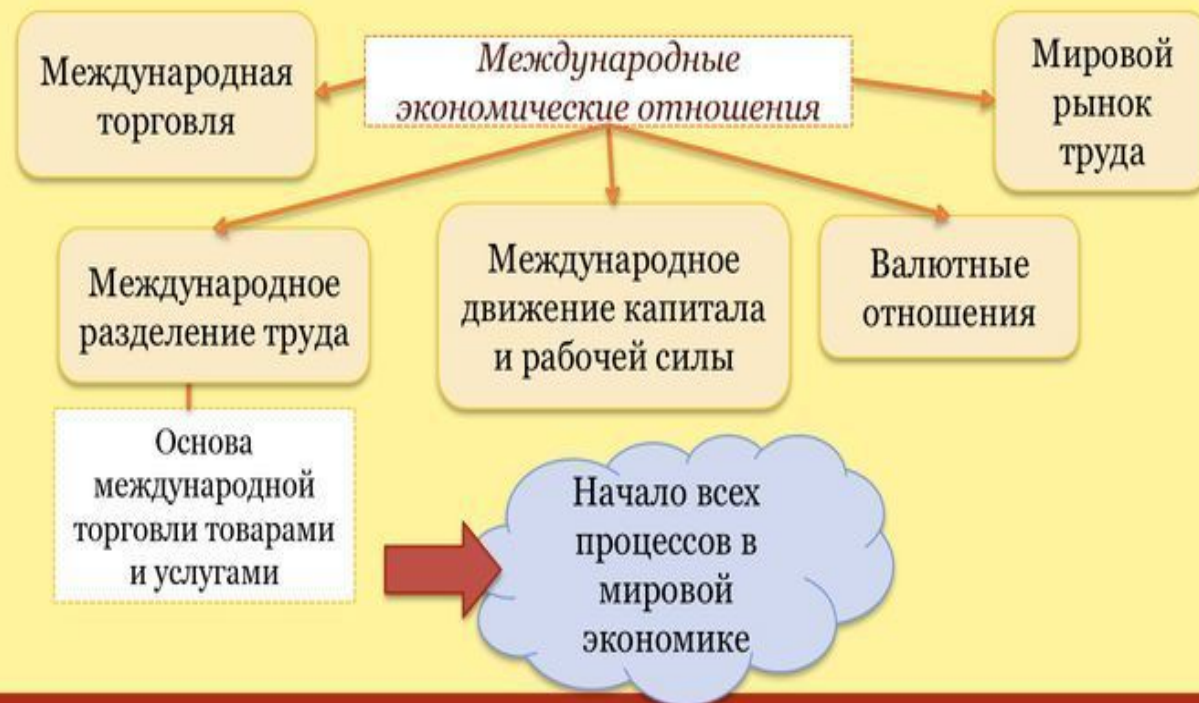 Международная
торговля
Международные
экономические отношения
Мировой
рынок
труда
Международное
разделение труда
Международное
движение капитала
и рабочей силы
Валютные
отношения
Основа
международной
торговли товарами
и услугами
Начало всех
процессов в
мировой
экономике